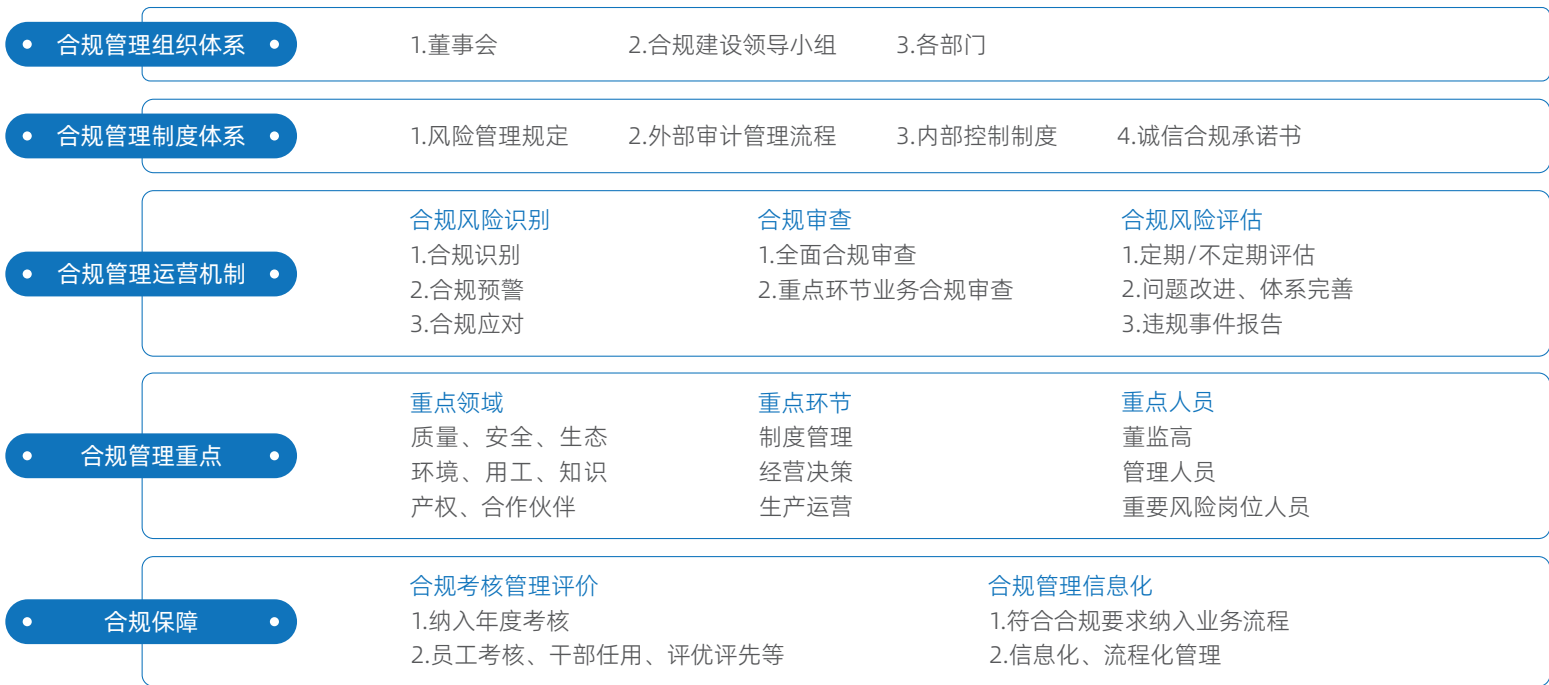 合规管理组织体系
1.董事会 2.合规建设领导小组 3.各部门
合规管理制度体系
1.风险管理规定 2.外部审计管理流程 3.内部控制制度 4.诚信合规承诺书
合规管理运营机制
合规风险识别
1.合规识别
2.合规预警
3.合规应对
合规审查
1.全面合规审查
2.重点环节业务合规审查
合规风险评估
1.定期/不定期评估
2.问题改进、体系完善
3.违规事件报告
合规管理重点
重点领域
质量、安全、生态
环境、用工、知识
产权、合作伙伴
重点环节
制度管理
经营决策
生产运营
重点人员
董监高
管理人员
重要风险岗位人员
合规保障
合规考核管理评价
1.纳入年度考核
2.员工考核、干部任用、评优评先等
合规管理信息化
1.符合合规要求纳入业务流程
2.信息化、流程化管理